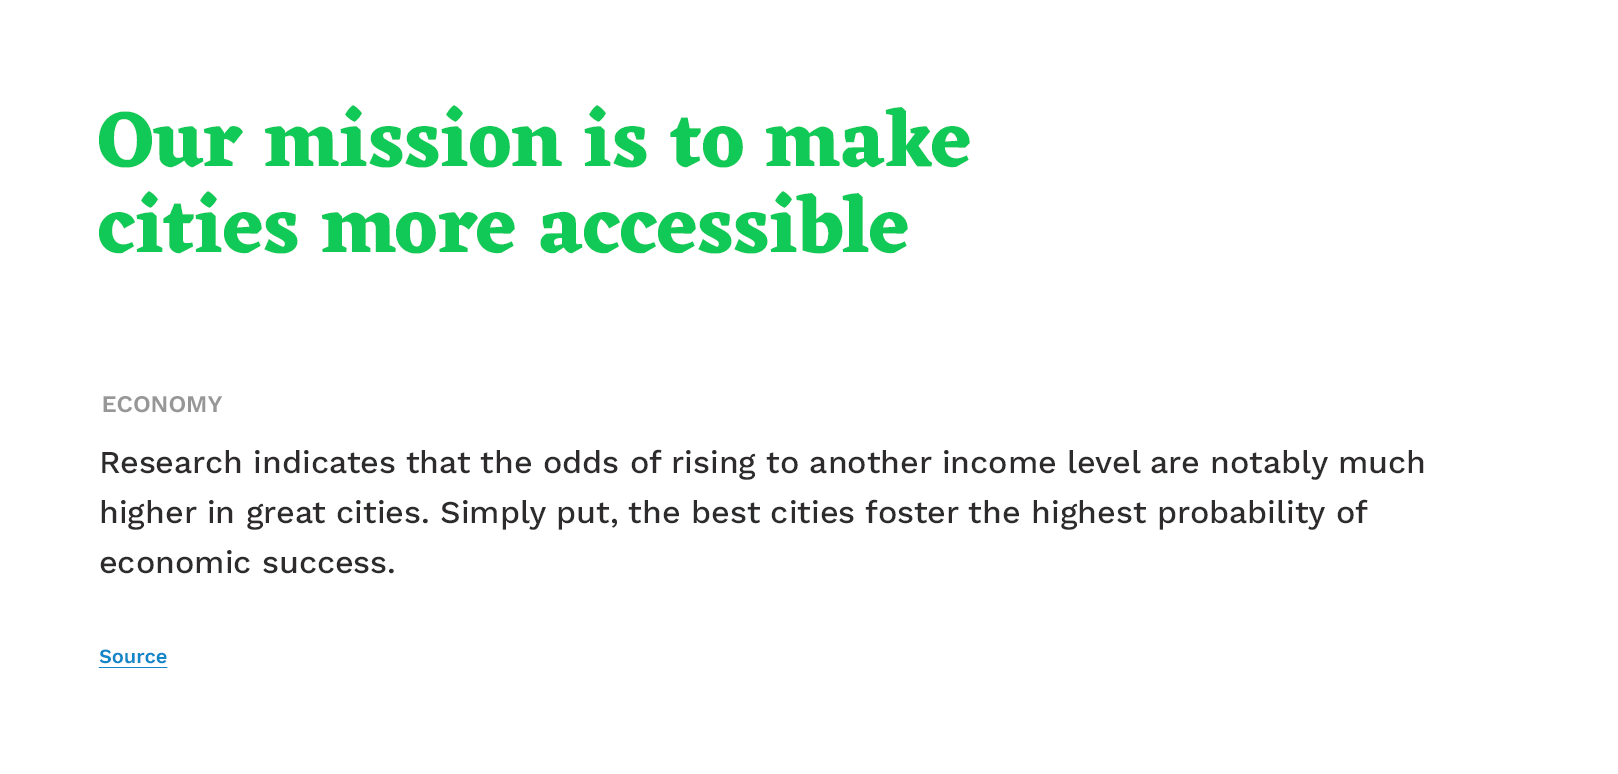 Our mission is to make
cities more accessible
ECONOMY
Research indicates that the odds of rising to another income level are notably much
higher in great cities. Simply put, the best cities foster the highest probability of
economic success.
Source